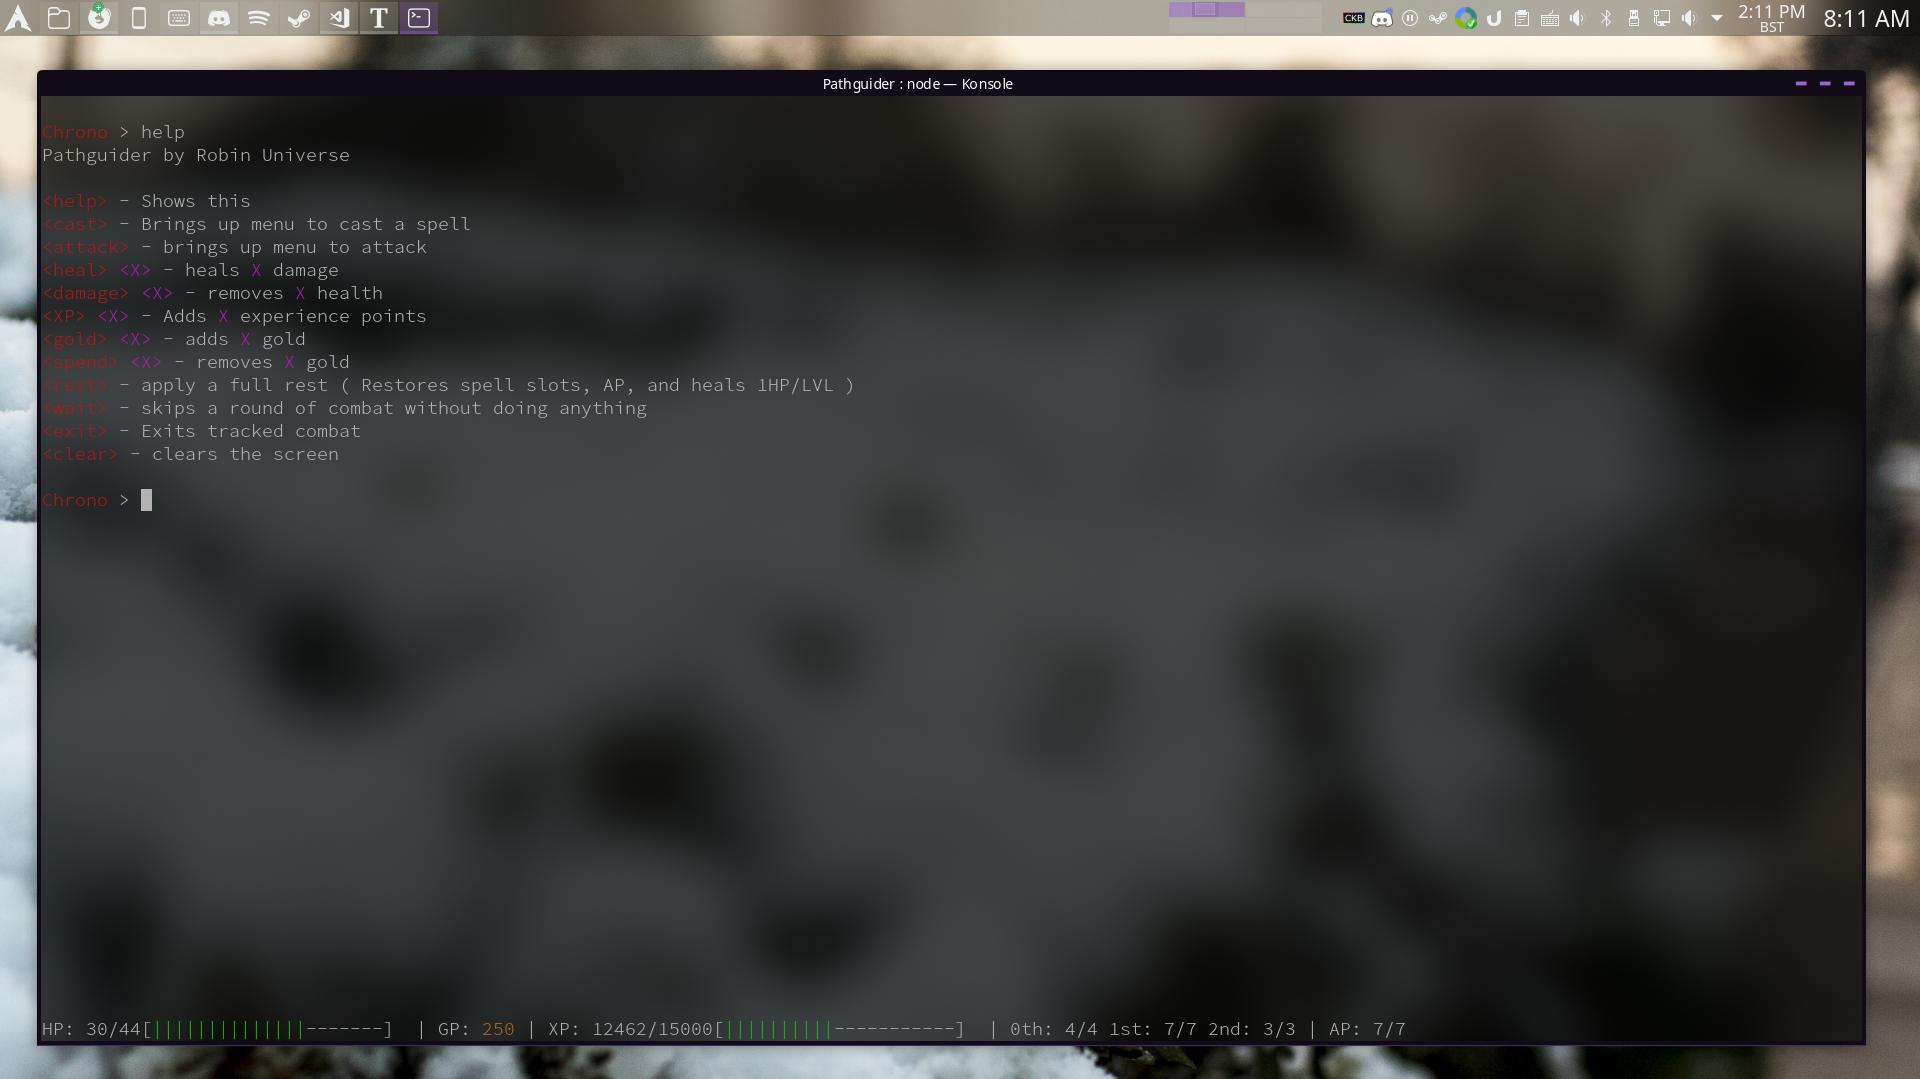 CKB
2:11 PM
BST
8:11 AM
Pathguider : node — Konsole
Chrono > help
Pathguider by Robin Universe
<help> - Shows this
<cast> - Brings up menu to cast a spell
<attack> - brings up menu to attack
<heal> <X> - heals X damage
<damage> <X> - removes X health
<XP> <X> - Adds X experience points
<gold> <X> - adds X gold
<spend> <X> - removes X gold
<rest> - apply a full rest ( Restores spell slots, AP, and heals 1HP/LVL )
<wait> - skips a round of combat without doing anything
<exit> - Exits tracked combat
<clear> - clears the screen
Chrono >
HP: 30/44[||||||||||||||-------] | GP: 250 | XP: 12462/15000[||||||||||-----------] | 0th: 4/4 1st: 7/7 2nd: 3/3 | AP: 7/7